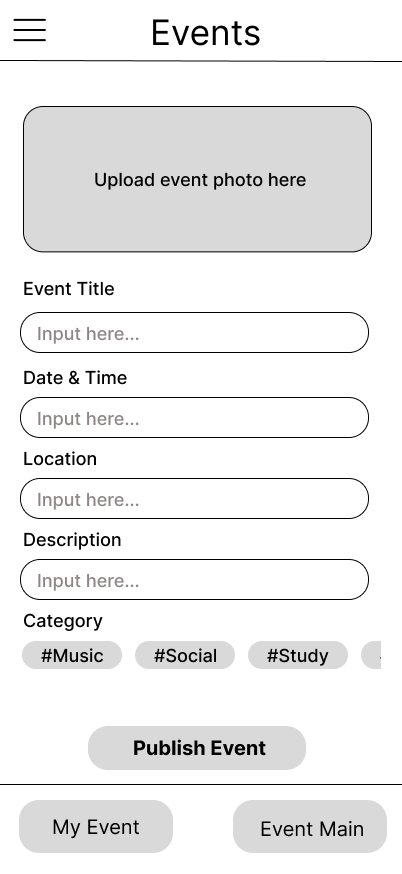 Events
Upload event photo here
Event Title
Input here...
Date & Time
Input here...
Location
Input here...
Description
Input here...
Category
#Music #Social #Study
Publish Event
My Event Event Main